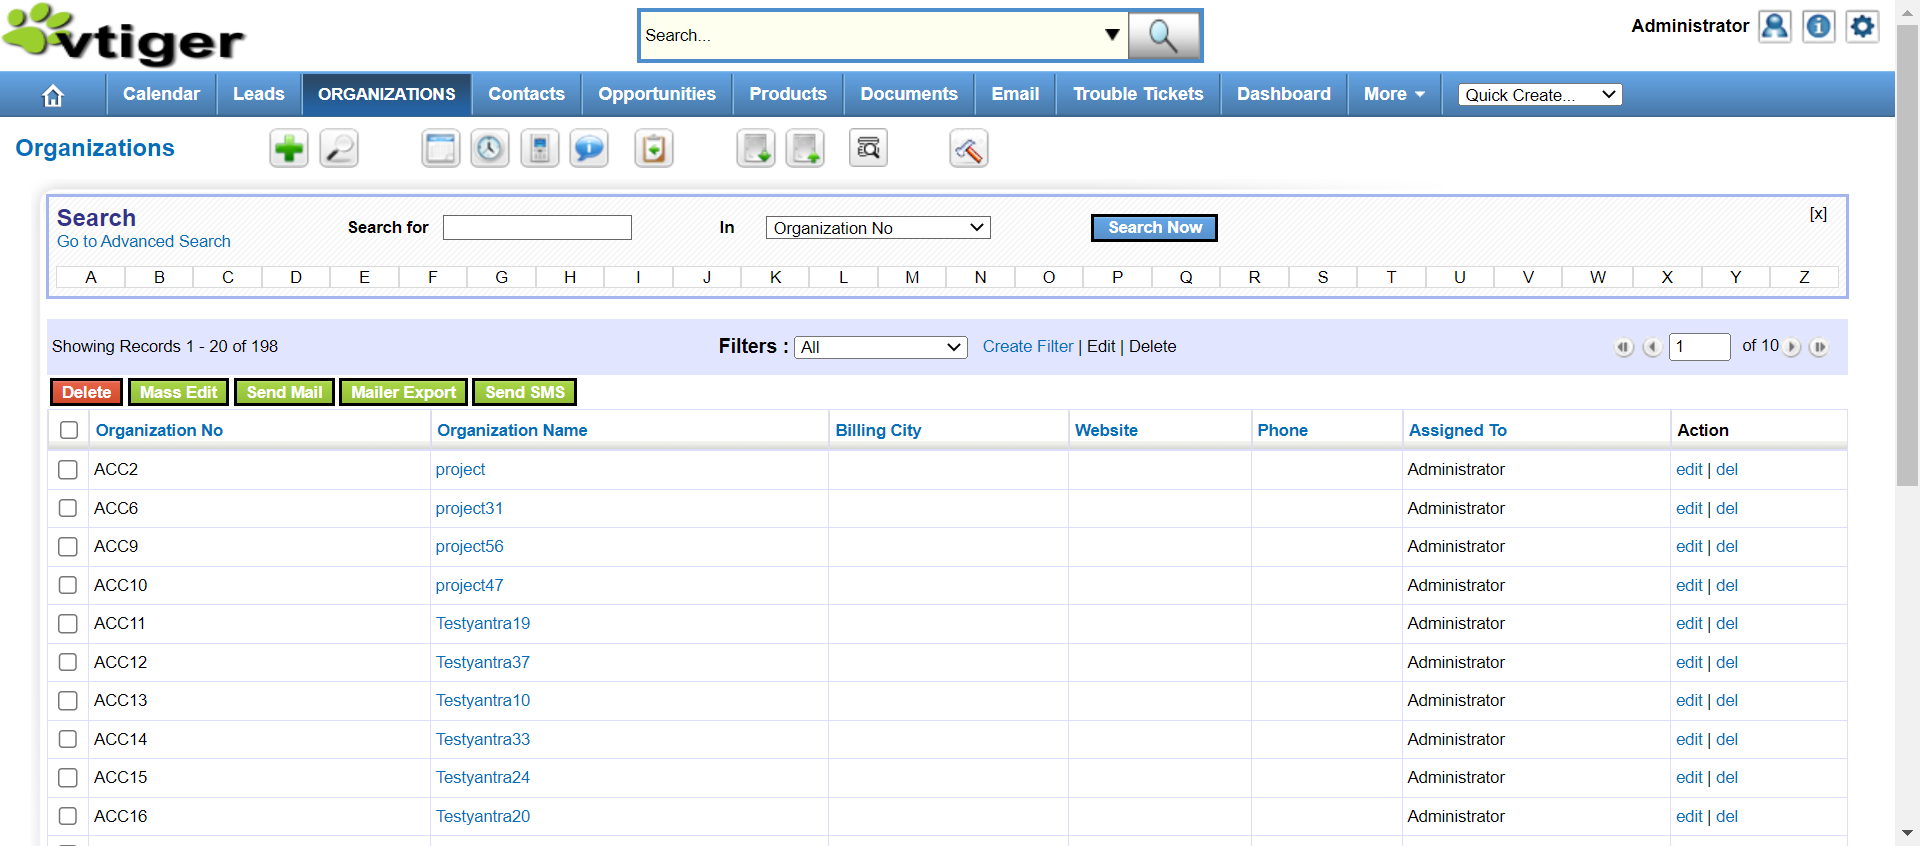 vtiger
Search...
Administrator
Calendar Leads ORGANIZATIONS Contacts Opportunities Products Documents Email Trouble Tickets Dashboard More Quick Create...
Organizations
Search
Go to Advanced Search
Search for In Organization No Search Now [x]
A B C D E F G H I J K L M N O P Q R S T U V W X Y Z
Showing Records 1 - 20 of 198 Filters : All Create Filter | Edit | Delete 1 of 10
Delete Mass Edit Send Mail Mailer Export Send SMS
Organization No Organization Name Billing City Website Phone Assigned To Action
ACC2 project Administrator edit | del
ACC6 project31 Administrator edit | del
ACC9 project56 Administrator edit | del
ACC10 project47 Administrator edit | del
ACC11 Testyantra19 Administrator edit | del
ACC12 Testyantra37 Administrator edit | del
ACC13 Testyantra10 Administrator edit | del
ACC14 Testyantra33 Administrator edit | del
ACC15 Testyantra24 Administrator edit | del
ACC16 Testyantra20 Administrator edit | del